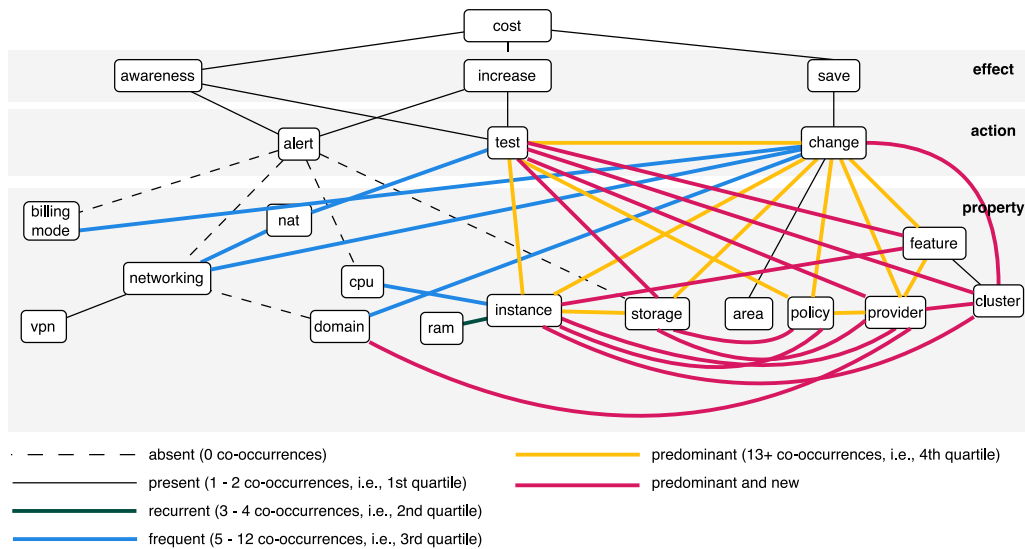 cost
effect
awareness
increase
save
action
alert
test
change
property
billing
mode
nat
feature
networking
cpu
cluster
vpn
domain
ram
instance
storage
area
policy
provider
absent (0 co-occurrences)
present (1 - 2 co-occurrences, i.e., 1st quartile)
recurrent (3 - 4 co-occurrences, i.e., 2nd quartile)
frequent (5 - 12 co-occurrences, i.e., 3rd quartile)
predominant (13+ co-occurrences, i.e., 4th quartile)
predominant and new